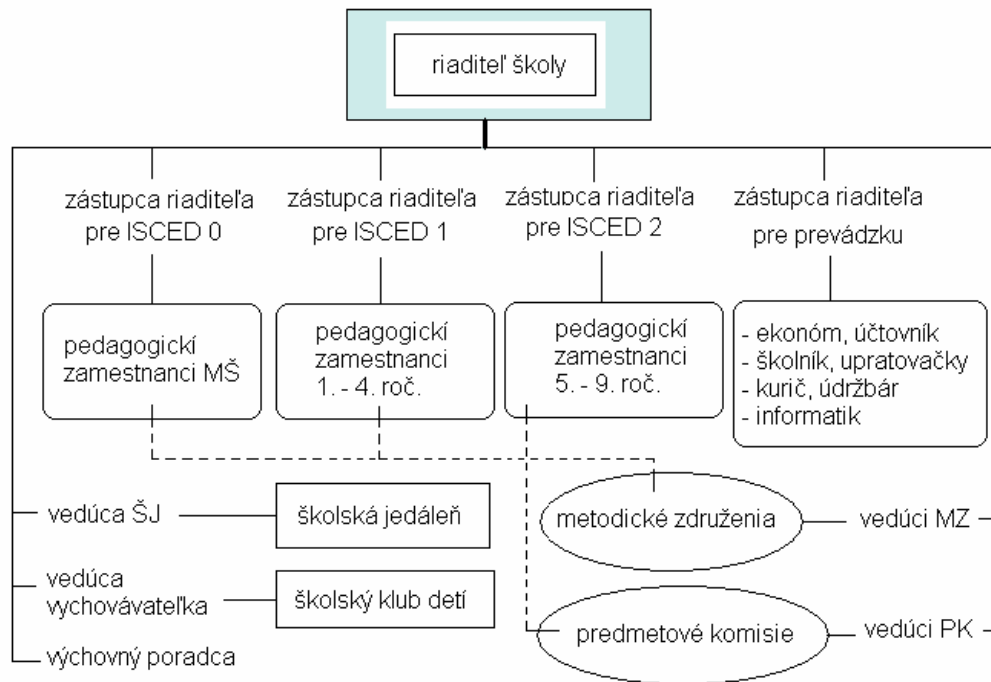 riaditeľ školy
zástupca riaditeľa
pre ISCED 0
zástupca riaditeľa
pre ISCED 1
zástupca riaditeľa
pre ISCED 2
zástupca riaditeľa
pre prevádzku
pedagogickí
zamestnanci MŠ
pedagogickí
zamestnanci
1. - 4. roč.
pedagogickí
zamestnanci
5. - 9. roč.
- ekonóm, účtovník
- školník, upratovačky
- kurič, údržbár
- informatik
vedúca ŠJ
školská jedáleň
metodické združenia
vedúci MZ
vedúca
vychovávateľka
školský klub detí
predmetové komisie
vedúci PK
výchovný poradca